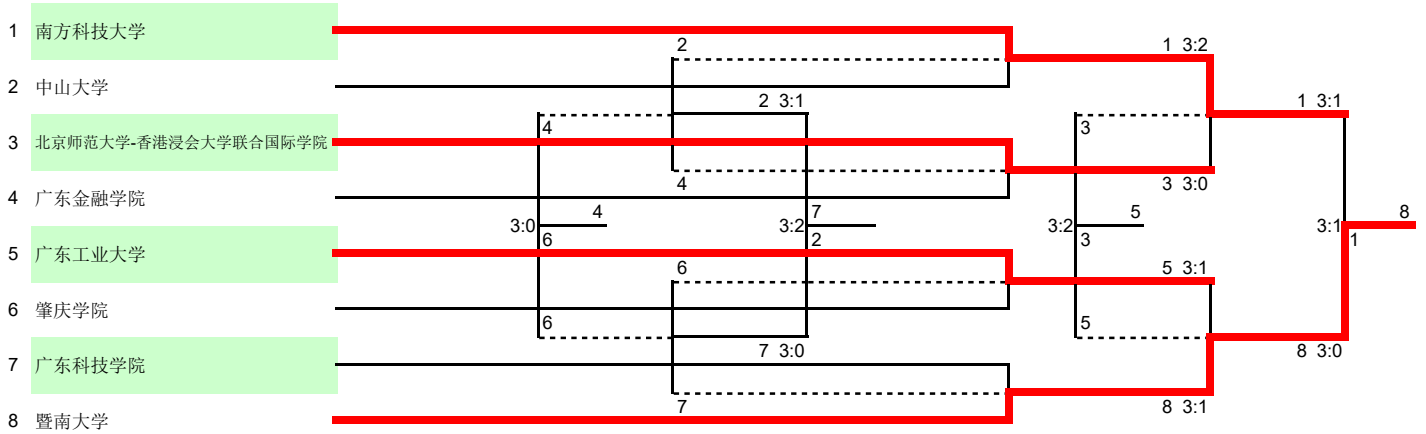 1 南方科技大学
2 1 3:2
2 中山大学
2 3:1 1 3:1
4 3
3 北京师范大学-香港浸会大学联合国际学院
4 3 3:0
4 广东金融学院
4 7 5 8
3:0 3:2 3:2 3:1
6 2 3 1
5 广东工业大学
6 5 3:1
6 肇庆学院
6 5
7 3:0 8 3:0
7 广东科技学院
7 8 3:1
8 暨南大学